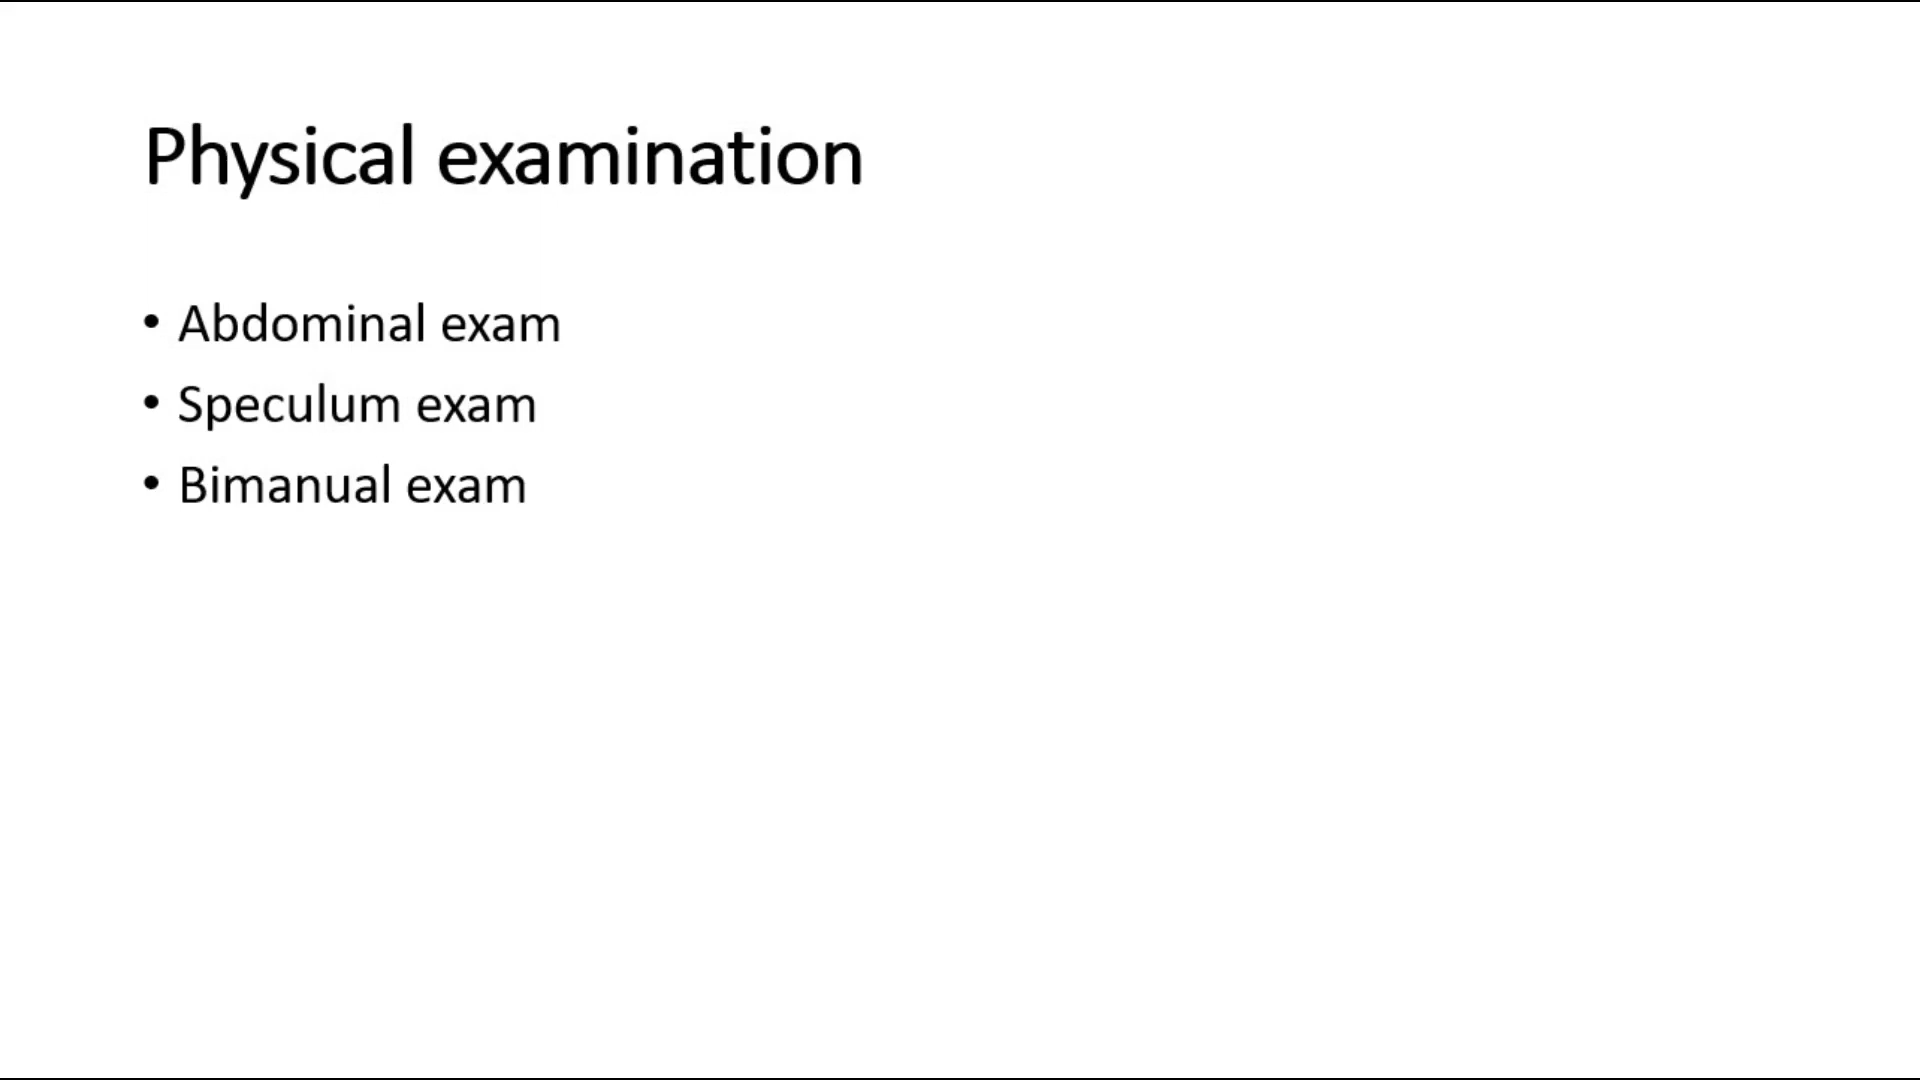 Physical examination
• Abdominal exam
• Speculum exam
• Bimanual exam